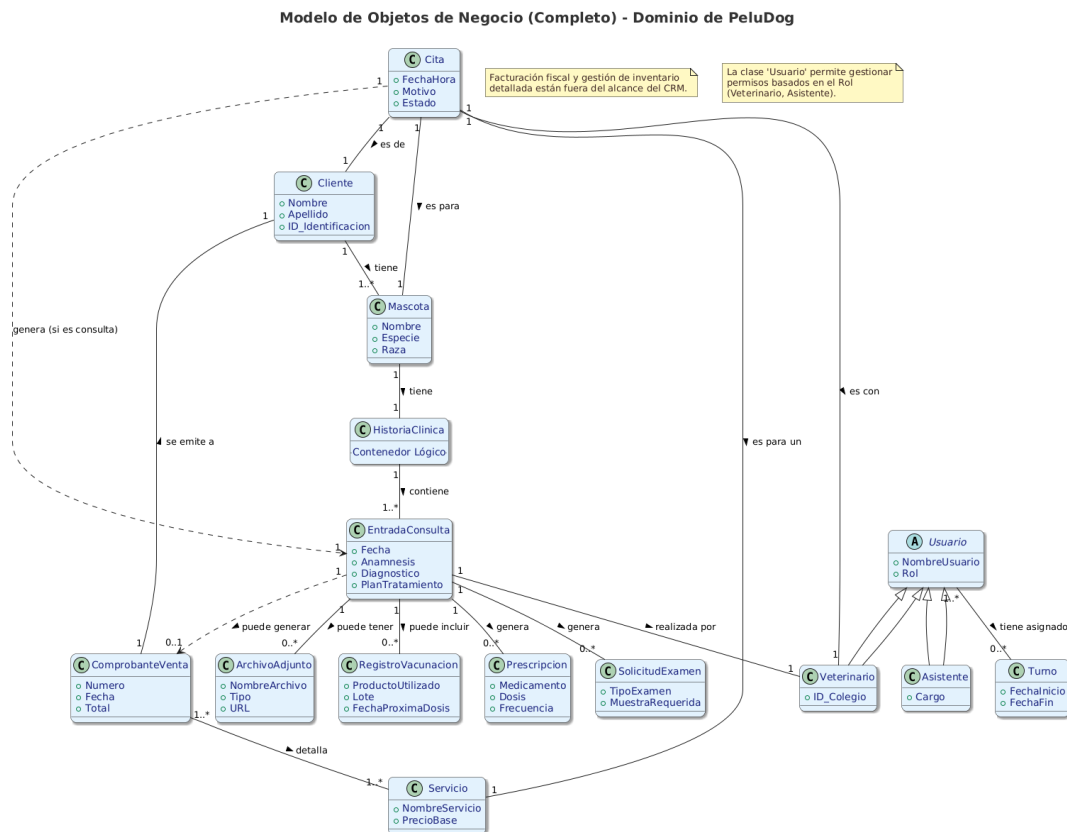 Modelo de Objetos de Negocio (Completo) - Dominio de PeluDog
C Cita
FechaHora
Motivo
Estado
Facturación fiscal y gestión de inventario
detallada están fuera del alcance del CRM.
La clase 'Usuario' permite gestionar
permisos basados en el Rol
(Veterinario, Asistente).
1
1
1
1
1
es de
1
C Cliente
Nombre
Apellido
ID_Identificacion
es para
1
1
tiene
1..*
1
C Mascota
Nombre
Especie
Raza
genera (si es consulta)
1
tiene
1
es con
C HistoriaClinica
Contenedor Lógico
se emite a
es para un
1
contiene
1..*
C EntradaConsulta
Fecha
Anamnesis
Diagnostico
PlanTratamiento
A Usuario
NombreUsuario
Rol
1
1
1
1
1
1
1
1..*
puede generar
puede tener
puede incluir
genera
genera
realizada por
tiene asignado
0..1
0..*
0..*
0..*
0..*
1
1
0..*
1
C ComprobanteVenta
Numero
Fecha
Total
C ArchivoAdjunto
NombreArchivo
Tipo
URL
C RegistroVacunacion
ProductoUtilizado
Lote
FechaProximaDosis
C Prescripcion
Medicamento
Dosis
Frecuencia
C SolicitudExamen
TipoExamen
MuestraRequerida
C Veterinario
ID_Colegio
C Asistente
Cargo
C Turno
FechaInicio
FechaFin
1..*
detalla
1..*
1
C Servicio
NombreServicio
PrecioBase